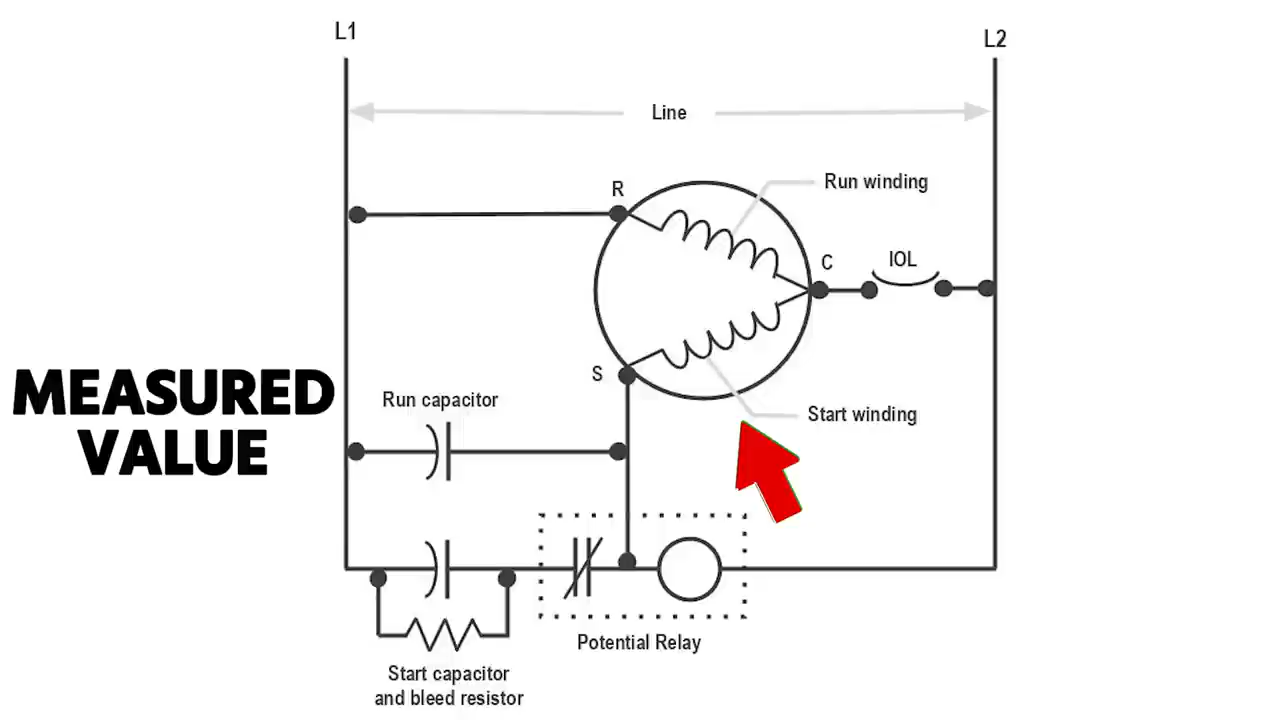 L1
L2
Line
R
Run winding
C
IOL
MEASURED
VALUE
S
Run capacitor
Start winding
Potential Relay
Start capacitor
and bleed resistor